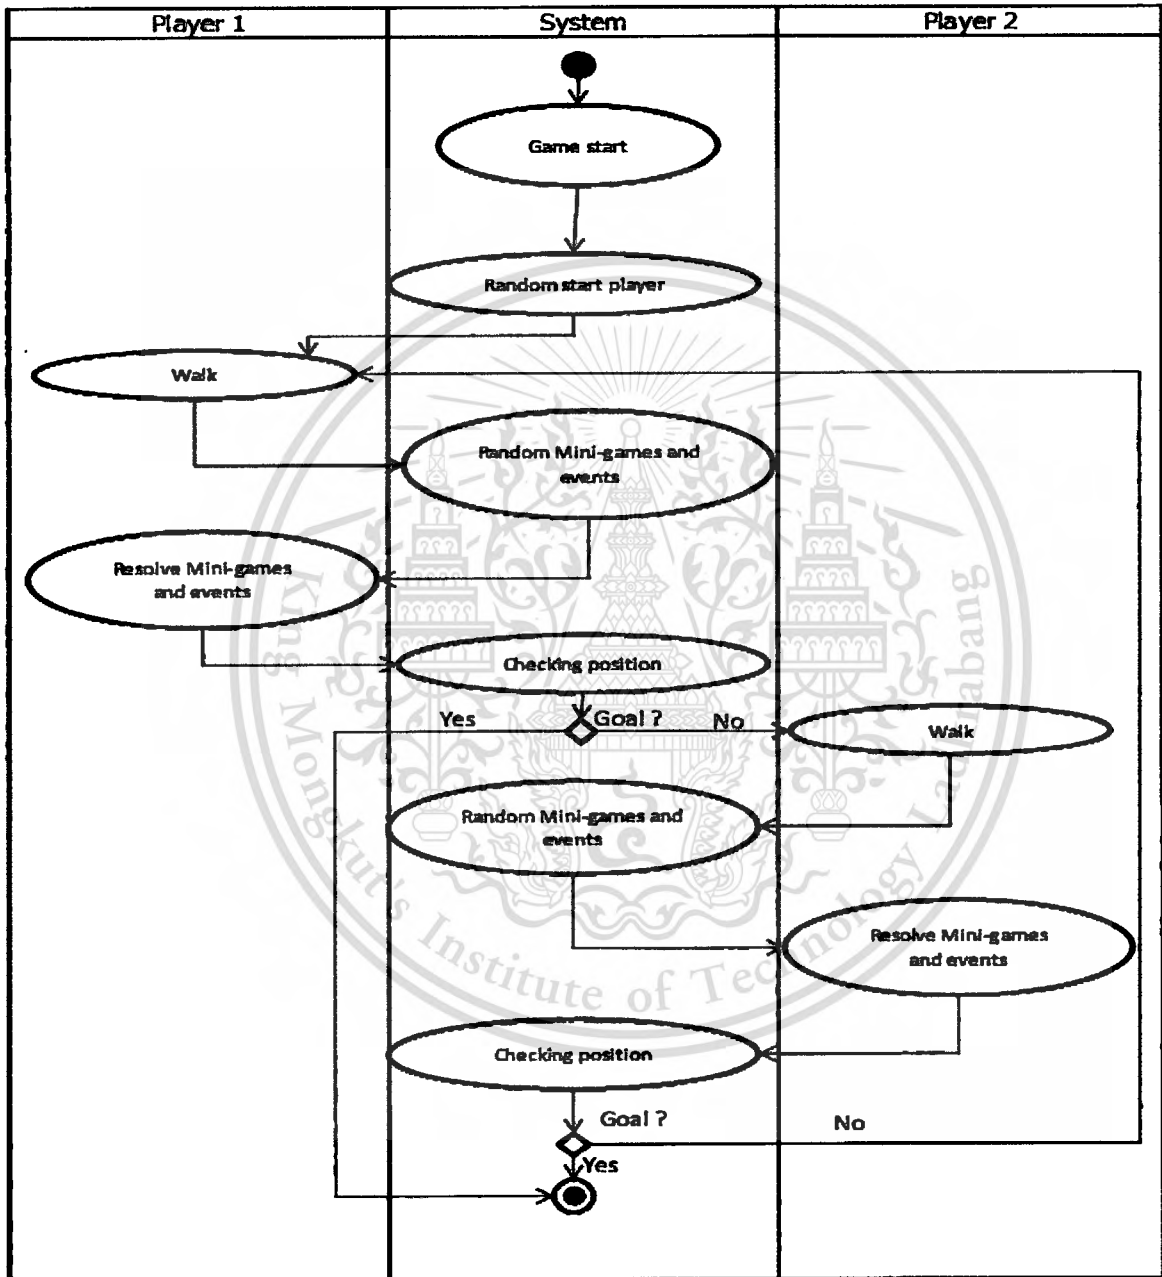 Player 1
System
Player 2
Game start
Random start player
Walk
Random Mini-games and
events
Resolve Mini-games
and events
Checking position
Yes
Goal ?
No
Walk
Random Mini-games and
events
Resolve Mini-games
and events
Checking position
Goal ?
No
Yes
King Mongkut's Institute of Technology Ladkrabang